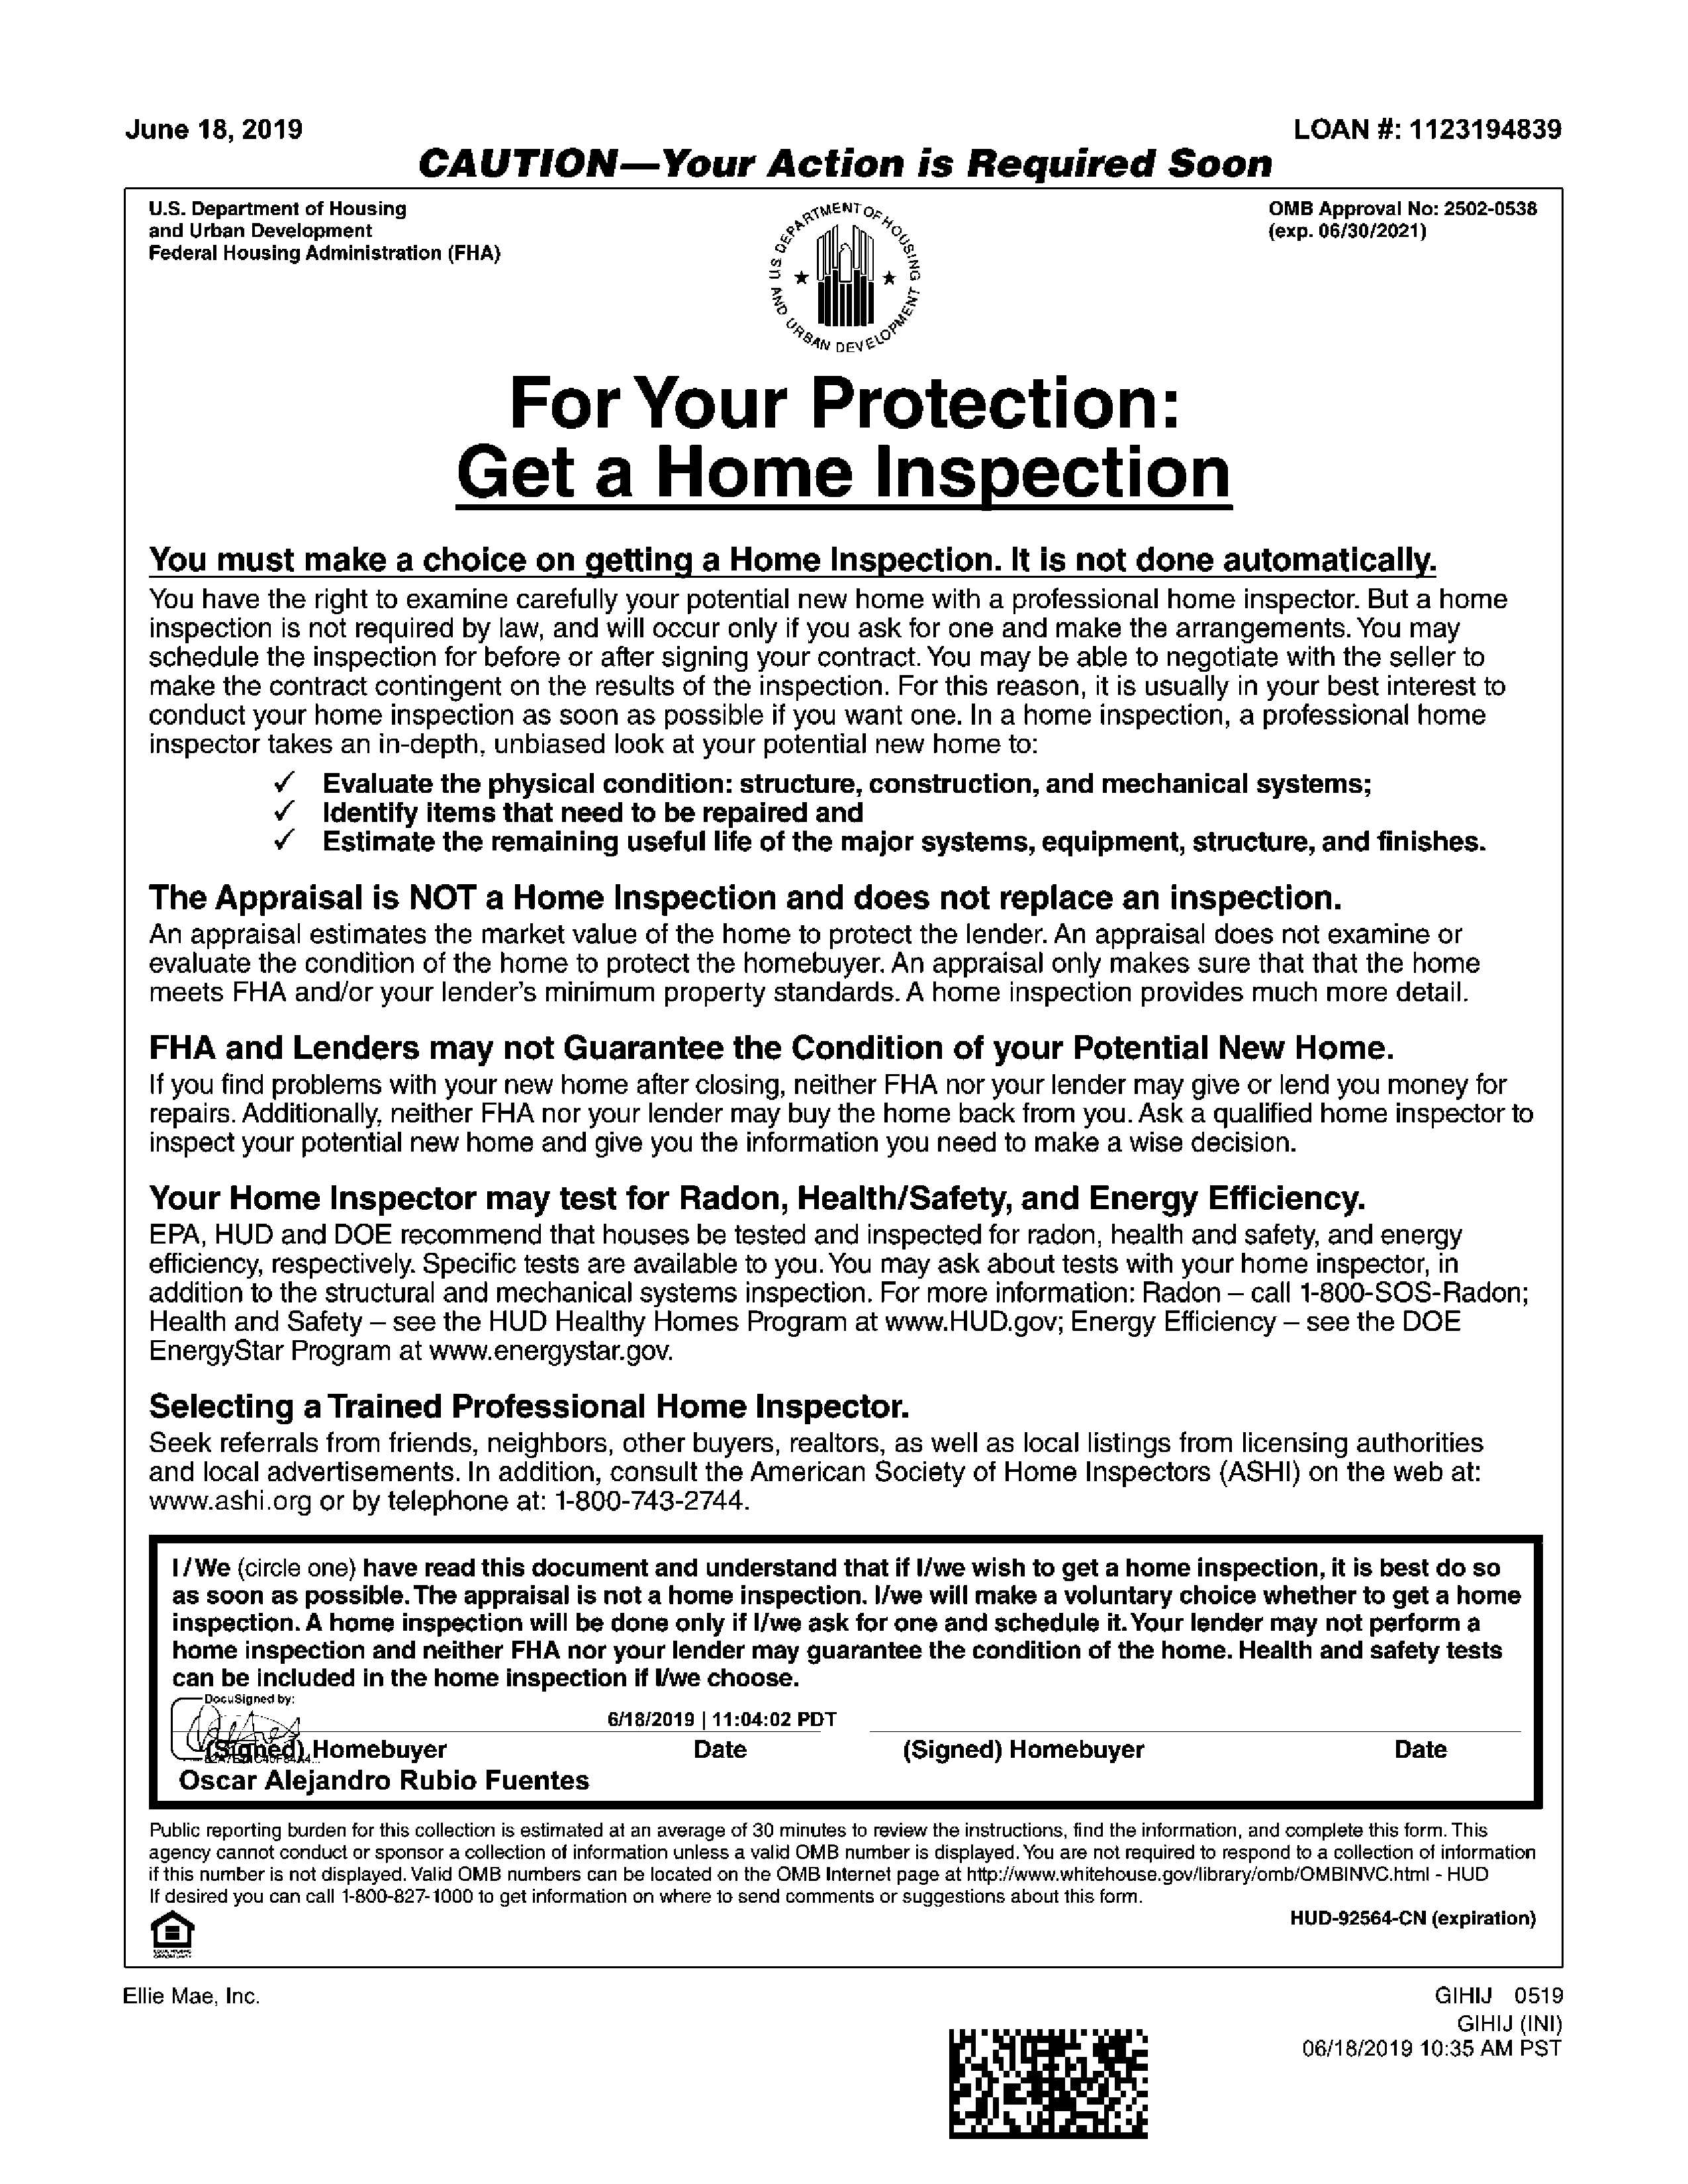 June 18, 2019 LOAN #: 1123194839
CAUTION—Your Action is Required Soon
U.S. Department of Housing OMB Approval No: 2502-0538
and Urban Development (exp. 06/30/2021)
Federal Housing Administration (FHA)
U.S. DEPARTMENT OF HOUSING AND URBAN DEVELOPMENT
For Your Protection:
Get a Home Inspection
You must make a choice on getting a Home Inspection. It is not done automatically.
You have the right to examine carefully your potential new home with a professional home inspector. But a home
inspection is not required by law, and will occur only if you ask for one and make the arrangements. You may
schedule the inspection for before or after signing your contract. You may be able to negotiate with the seller to
make the contract contingent on the results of the inspection. For this reason, it is usually in your best interest to
conduct your home inspection as soon as possible if you want one. In a home inspection, a professional home
inspector takes an in-depth, unbiased look at your potential new home to:
✓ Evaluate the physical condition: structure, construction, and mechanical systems;
✓ Identify items that need to be repaired and
✓ Estimate the remaining useful life of the major systems, equipment, structure, and finishes.
The Appraisal is NOT a Home Inspection and does not replace an inspection.
An appraisal estimates the market value of the home to protect the lender. An appraisal does not examine or
evaluate the condition of the home to protect the homebuyer. An appraisal only makes sure that that the home
meets FHA and/or your lender's minimum property standards. A home inspection provides much more detail.
FHA and Lenders may not Guarantee the Condition of your Potential New Home.
If you find problems with your new home after closing, neither FHA nor your lender may give or lend you money for
repairs. Additionally, neither FHA nor your lender may buy the home back from you. Ask a qualified home inspector to
inspect your potential new home and give you the information you need to make a wise decision.
Your Home Inspector may test for Radon, Health/Safety, and Energy Efficiency.
EPA, HUD and DOE recommend that houses be tested and inspected for radon, health and safety, and energy
efficiency, respectively. Specific tests are available to you. You may ask about tests with your home inspector, in
addition to the structural and mechanical systems inspection. For more information: Radon – call 1-800-SOS-Radon;
Health and Safety – see the HUD Healthy Homes Program at www.HUD.gov; Energy Efficiency – see the DOE
EnergyStar Program at www.energystar.gov.
Selecting a Trained Professional Home Inspector.
Seek referrals from friends, neighbors, other buyers, realtors, as well as local listings from licensing authorities
and local advertisements. In addition, consult the American Society of Home Inspectors (ASHI) on the web at:
www.ashi.org or by telephone at: 1-800-743-2744.
I/We (circle one) have read this document and understand that if I/we wish to get a home inspection, it is best do so
as soon as possible. The appraisal is not a home inspection. I/we will make a voluntary choice whether to get a home
inspection. A home inspection will be done only if I/we ask for one and schedule it. Your lender may not perform a
home inspection and neither FHA nor your lender may guarantee the condition of the home. Health and safety tests
can be included in the home inspection if I/we choose.
DocuSigned by:
6/18/2019 | 11:04:02 PDT
(Signed) Homebuyer Date (Signed) Homebuyer Date
Oscar Alejandro Rubio Fuentes
Public reporting burden for this collection is estimated at an average of 30 minutes to review the instructions, find the information, and complete this form. This
agency cannot conduct or sponsor a collection of information unless a valid OMB number is displayed. You are not required to respond to a collection of information
if this number is not displayed. Valid OMB numbers can be located on the OMB Internet page at http://www.whitehouse.gov/library/omb/OMBINVC.html - HUD
If desired you can call 1-800-827-1000 to get information on where to send comments or suggestions about this form.
HUD-92564-CN (expiration)
EQUAL HOUSING
OPPORTUNITY
Ellie Mae, Inc. GIHIJ 0519
GIHIJ (INI)
06/18/2019 10:35 AM PST